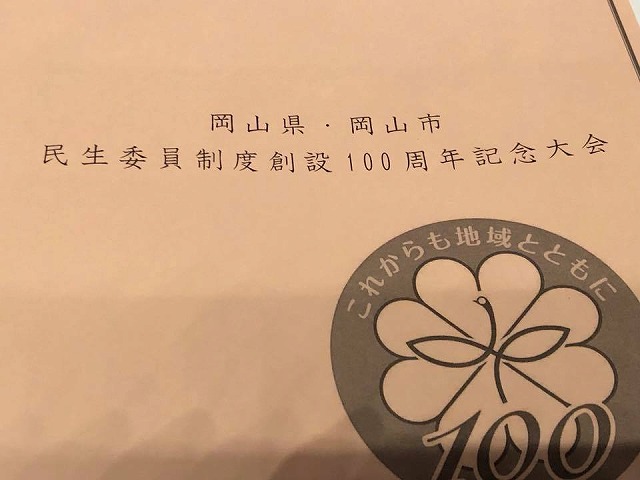 岡山県・岡山市
民生委員制度創設100周年記念大会
これからも地域とともに
100